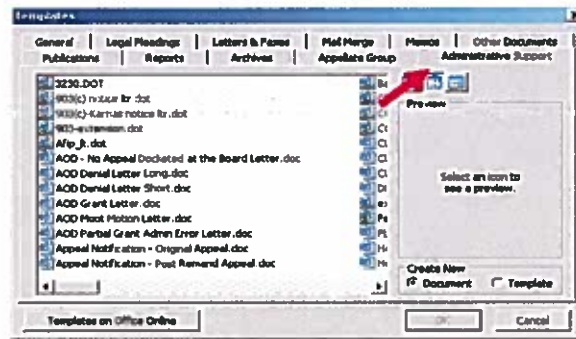 Templates
General Legal Pleadings Letters & Faxes Mail Merge Memos Other Documents
Publications Reports Archives Appellate Group Administrative Support
3230.DOT
903(c) notice ltr.dot
903(c)-Karnas notice ltr.dot
903-extension.dot
Afip_lt.dot
AOD - No Appeal Docketed at the Board Letter.doc
AOD Denial Letter Long.doc
AOD Denial Letter Short.doc
AOD Grant Letter.doc
AOD Moot Motion Letter.doc
AOD Partial Grant Admin Error Letter.doc
Appeal Notification - Original Appeal.doc
Appeal Notification - Post Remand Appeal.doc
Preview
Select an icon to
see a preview.
Create New
Document Template
Templates on Office Online OK Cancel